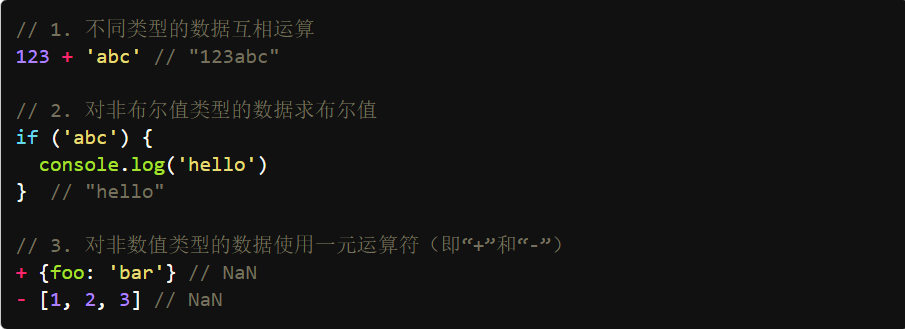 // 1. 不同类型的数据互相运算
123 + 'abc' // "123abc"
// 2. 对非布尔值类型的数据求布尔值
if ('abc') {
  console.log('hello')
}  // "hello"
// 3. 对非数值类型的数据使用一元运算符（即“+”和“-”）
+ {foo: 'bar'} // NaN
- [1, 2, 3] // NaN